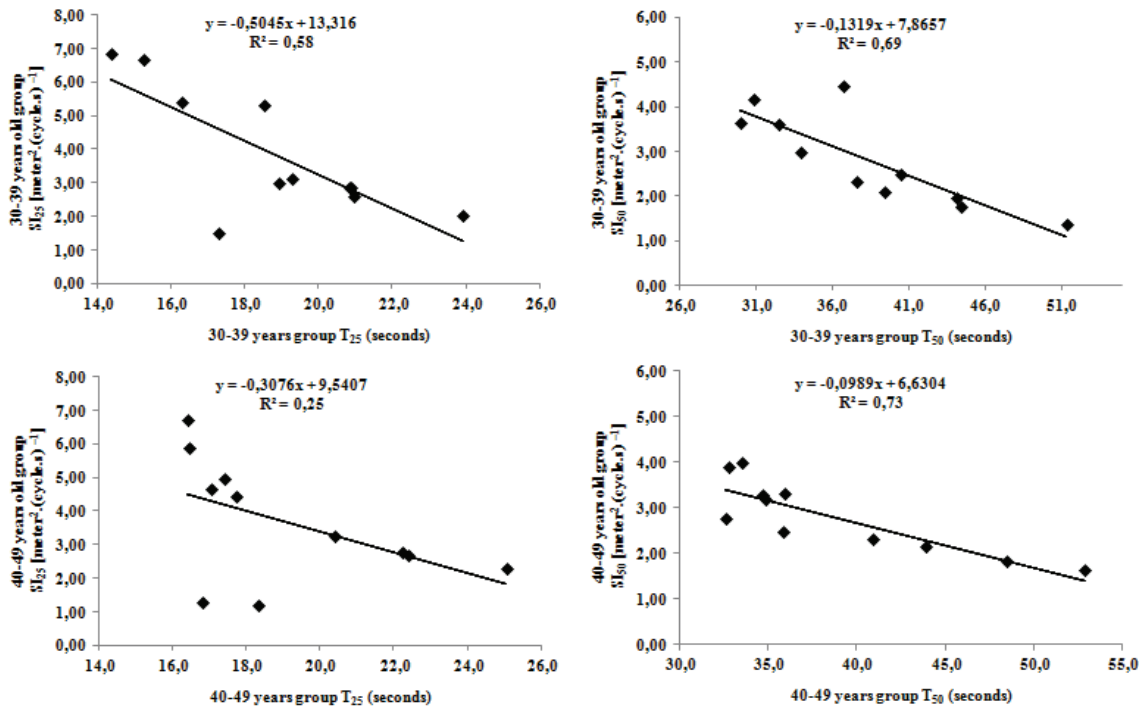 y = -0,5045x + 13,316
R² = 0,58
30-39 years old group
SI₂₅ [meter².(cycle.s) ⁻¹]
8,00
7,00
6,00
5,00
4,00
3,00
2,00
1,00
0,00
14,0 16,0 18,0 20,0 22,0 24,0 26,0
30-39 years group T₂₅ (seconds)
y = -0,1319x + 7,8657
R² = 0,69
30-39 years old group
SI₅₀ [meter².(cycle.s) ⁻¹]
6,00
5,00
4,00
3,00
2,00
1,00
0,00
26,0 31,0 36,0 41,0 46,0 51,0
30-39 years group T₅₀ (seconds)
y = -0,3076x + 9,5407
R² = 0,25
40-49 years old group
SI₂₅ [meter².(cycle.s) ⁻¹]
8,00
7,00
6,00
5,00
4,00
3,00
2,00
1,00
0,00
14,0 16,0 18,0 20,0 22,0 24,0 26,0
40-49 years group T₂₅ (seconds)
y = -0,0989x + 6,6304
R² = 0,73
40-49 years old group
SI₅₀ [meter².(cycle.s) ⁻¹]
6,00
5,00
4,00
3,00
2,00
1,00
0,00
30,0 35,0 40,0 45,0 50,0 55,0
40-49 years group T₅₀ (seconds)